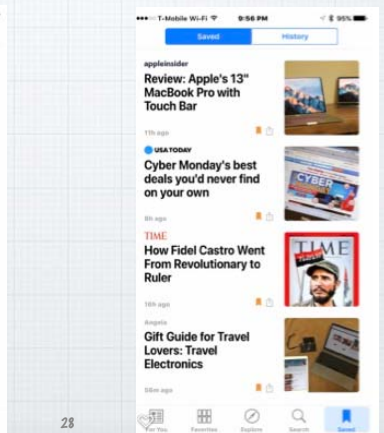 T-Mobile Wi-Fi 9:56 PM 95%
Saved History
appleinsider
Review: Apple's 13"
MacBook Pro with
Touch Bar
11h ago
USA TODAY
Cyber Monday's best
deals you'd never find
on your own
8h ago
CYBER
TIME
How Fidel Castro Went
From Revolutionary to
Ruler
TIME
16h ago
Angelo
Gift Guide for Travel
Lovers: Travel
Electronics
58m ago
For You Favorites Explore Search Saved
28